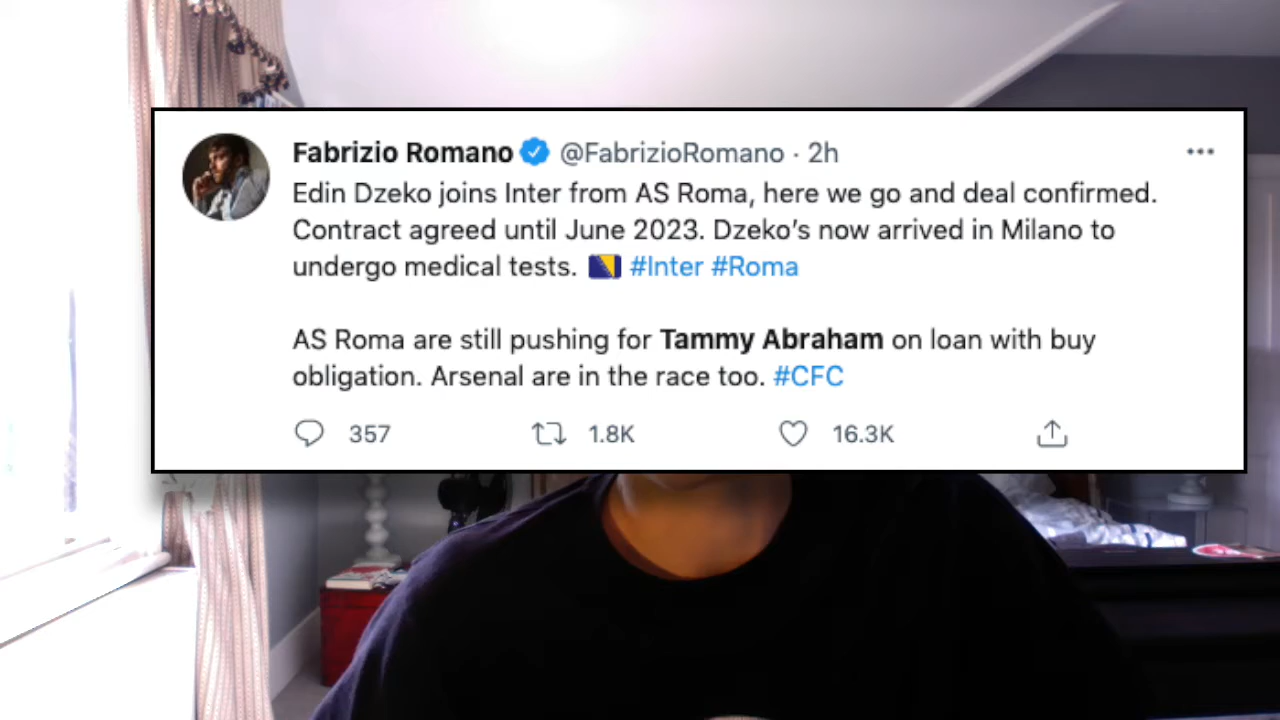 Fabrizio Romano @FabrizioRomano · 2h
Edin Dzeko joins Inter from AS Roma, here we go and deal confirmed.
Contract agreed until June 2023. Dzeko’s now arrived in Milano to
undergo medical tests. 🇧🇦 #Inter #Roma
AS Roma are still pushing for Tammy Abraham on loan with buy
obligation. Arsenal are in the race too. #CFC
357 1.8K 16.3K